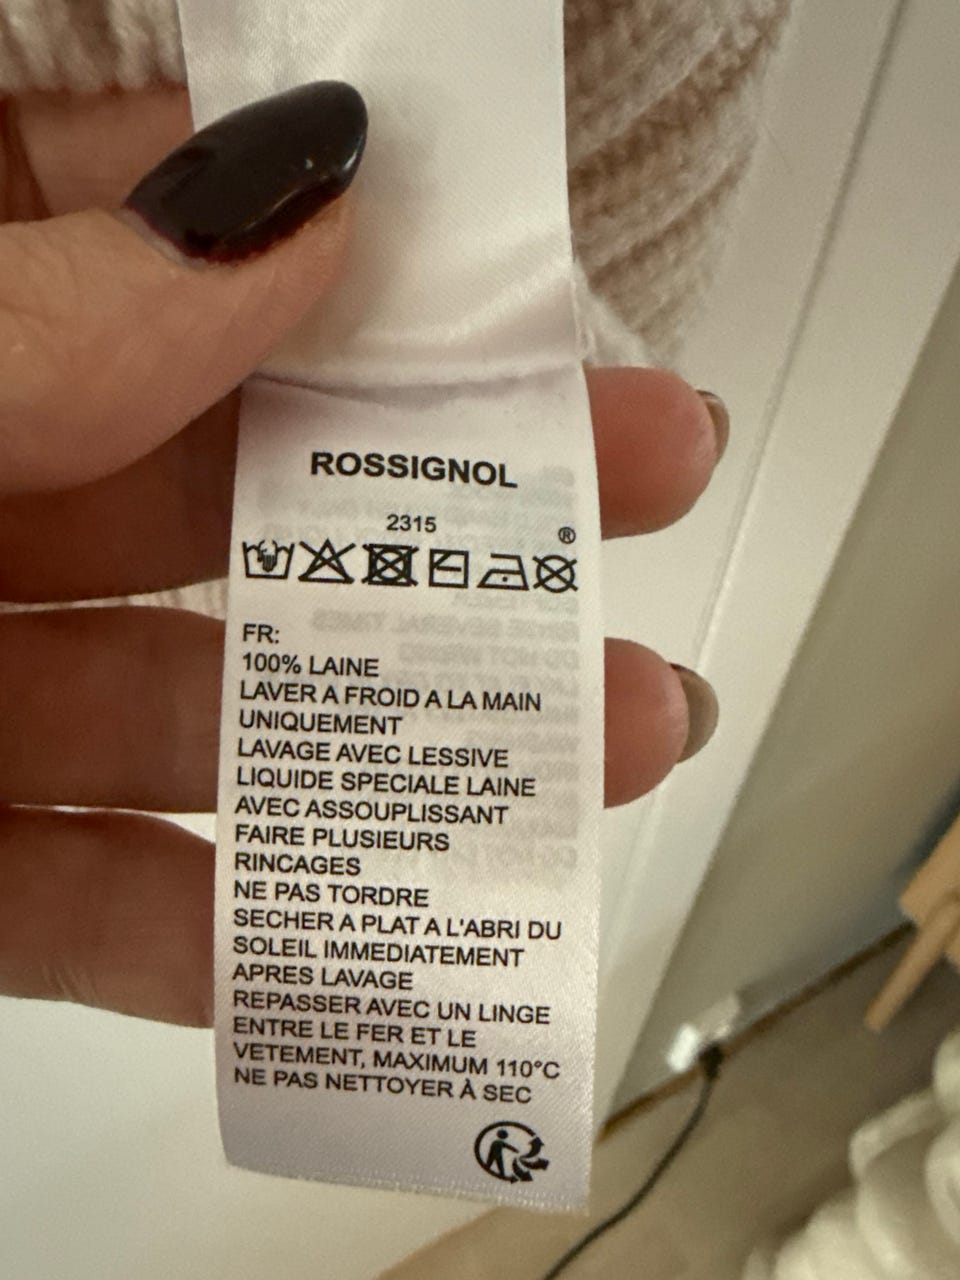 ROSSIGNOL
2315
®
FR:
100% LAINE
LAVER A FROID A LA MAIN
UNIQUEMENT
LAVAGE AVEC LESSIVE
LIQUIDE SPECIALE LAINE
AVEC ASSOUPLISSANT
FAIRE PLUSIEURS
RINCAGES
NE PAS TORDRE
SECHER A PLAT A L'ABRI DU
SOLEIL IMMEDIATEMENT
APRES LAVAGE
REPASSER AVEC UN LINGE
ENTRE LE FER ET LE
VETEMENT, MAXIMUM 110°C
NE PAS NETTOYER À SEC